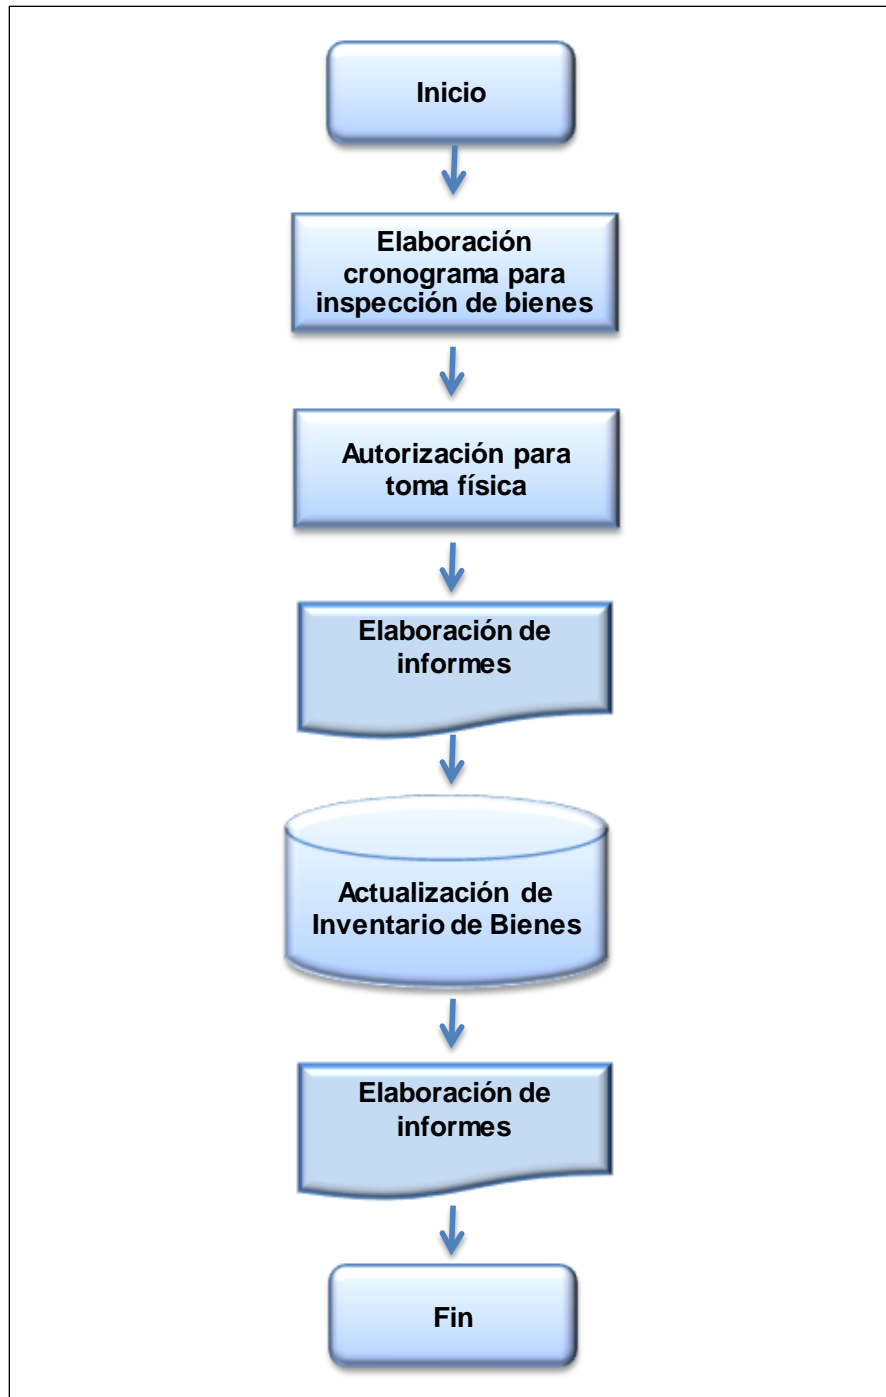 Inicio
Elaboración
cronograma para
inspección de bienes
Autorización para
toma física
Elaboración de
informes
Actualización de
Inventario de Bienes
Elaboración de
informes
Fin